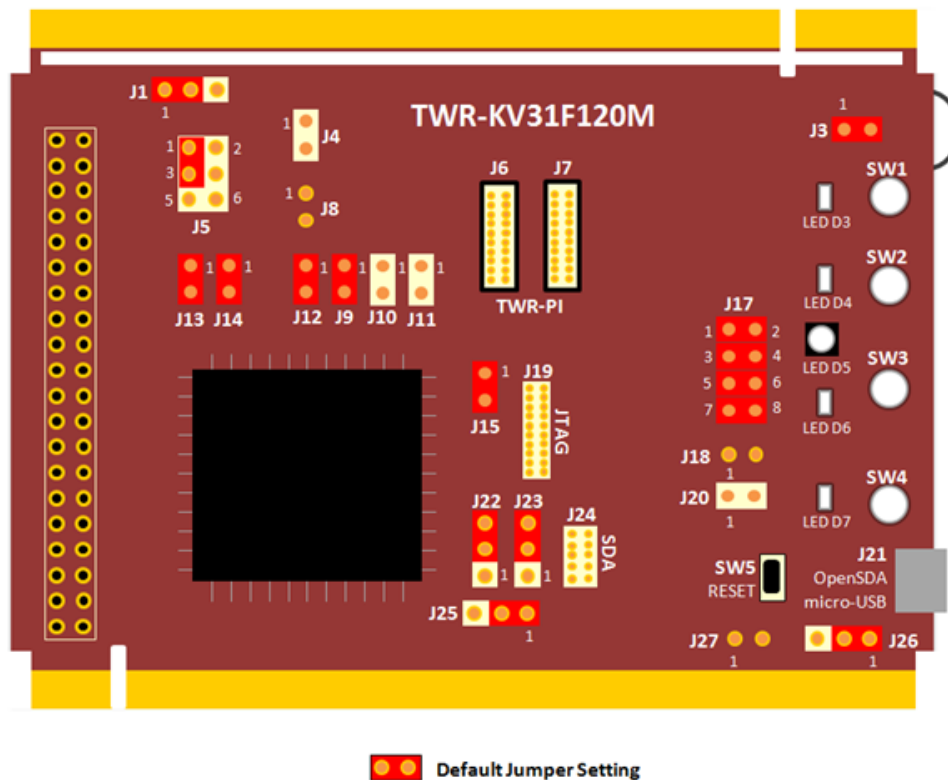 J1
1
TWR-KV31F120M
1
J3
1
J4
1 2
3
5 6
J5
1
J8
J6 J7
TWR-PI
SW1
LED D3
SW2
LED D4
1 1 1 1 1 1
J13 J14 J12 J9 J10 J11
J17
1 2
3 4
5 6
7 8
LED D5
SW3
LED D6
1
J15
J19
JTAG
J18
1
J20
1
SW4
LED D7
J22 J23 J24
1 1
SDA
J25
1
SW5
RESET
J21
OpenSDA
micro-USB
J27
1
J26
1
Default Jumper Setting